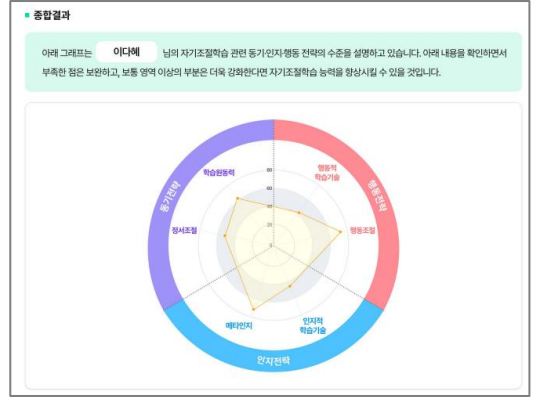 종합결과
아래 그래프는 이다혜 님의 자기조절학습 관련 동기·인지·행동 전략의 수준을 설명하고 있습니다. 아래 내용을 확인하면서
부족한 점은 보완하고, 보통 영역 이상의 부분은 더욱 강화한다면 자기조절학습 능력을 향상시킬 수 있을 것입니다.
80
학습원동력
행동적
학습기술
동기전략
행동전략
60
40
정서조절
행동조절
20
0
메타인지
인지적
학습기술
인지전략